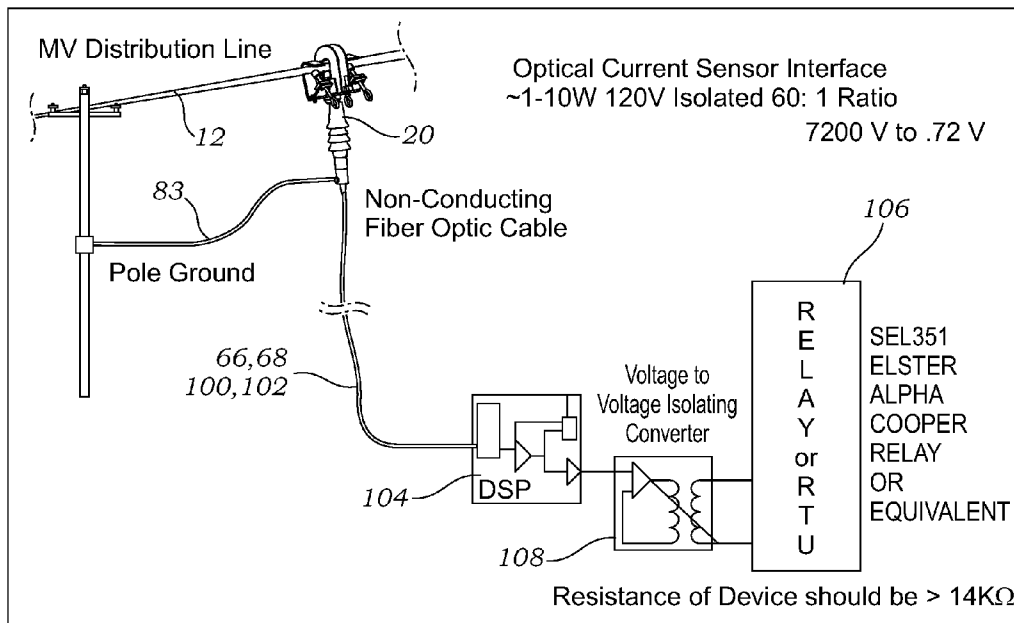 MV Distribution Line
Optical Current Sensor Interface
~1-10W 120V Isolated 60: 1 Ratio
7200 V to .72 V
12
20
83
Non-Conducting
Fiber Optic Cable
Pole Ground
106
66,68
100,102
Voltage to
Voltage Isolating
Converter
RELAY or RTU
SEL351
ELSTER
ALPHA
COOPER
RELAY
OR
EQUIVALENT
104
DSP
108
Resistance of Device should be > 14KΩ